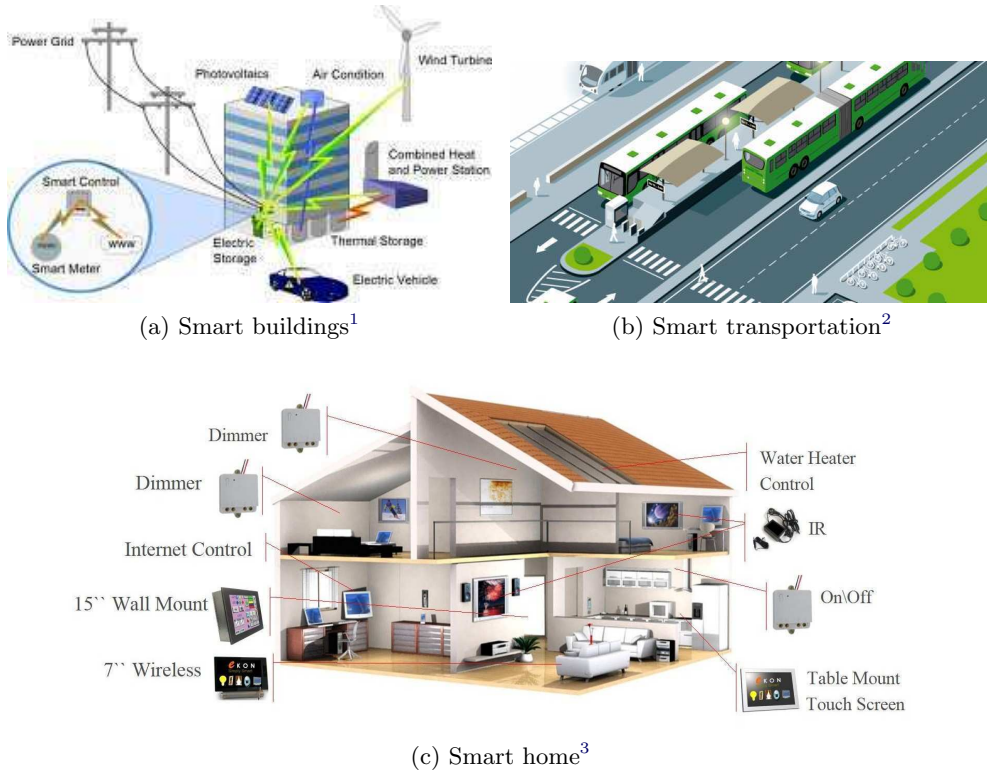 Power Grid
Wind Turbine
Photovoltaics
Air Condition
Combined Heat
and Power Station
Smart Control
www
Smart Meter
Electric
Storage
Thermal Storage
Electric Vehicle
(a) Smart buildings1
(b) Smart transportation2
Dimmer
Water Heater
Control
Dimmer
IR
Internet Control
15`` Wall Mount
On\Off
7`` Wireless
eKON
eKON
Table Mount
Touch Screen
(c) Smart home3